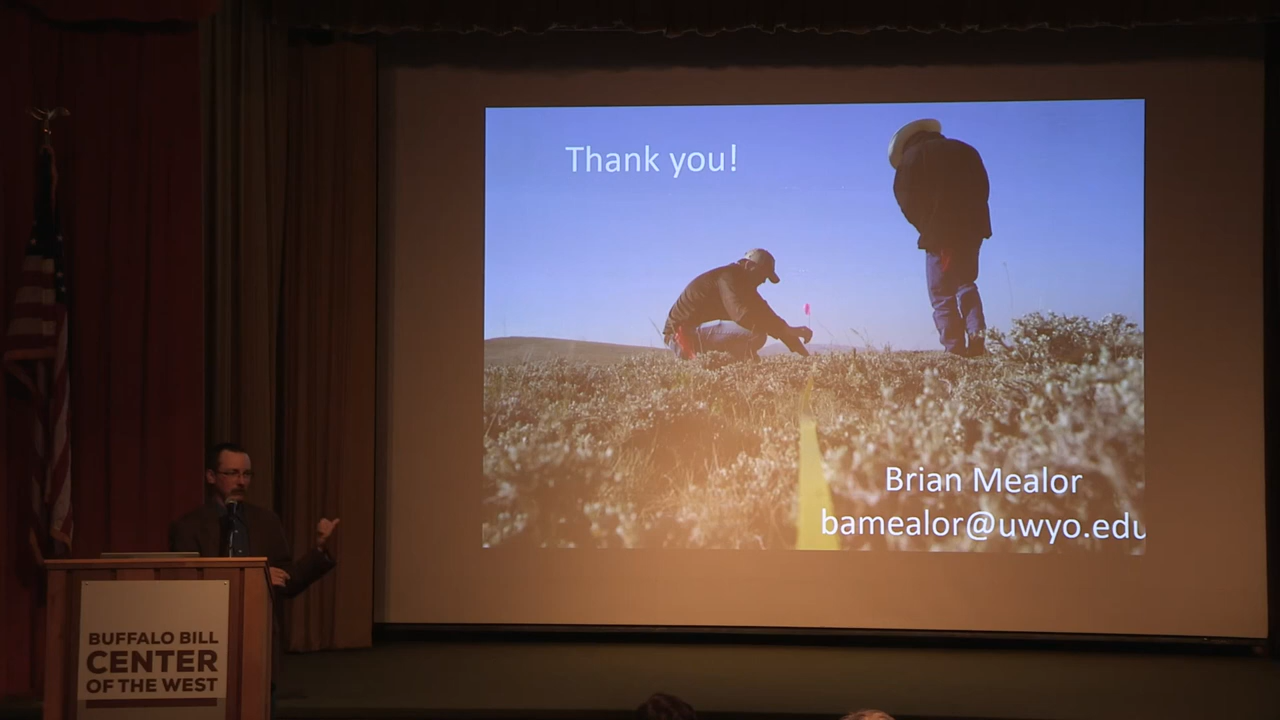 Thank you!
Brian Mealor
bamealor@uwyo.edu
BUFFALO BILL
CENTER
OF THE WEST